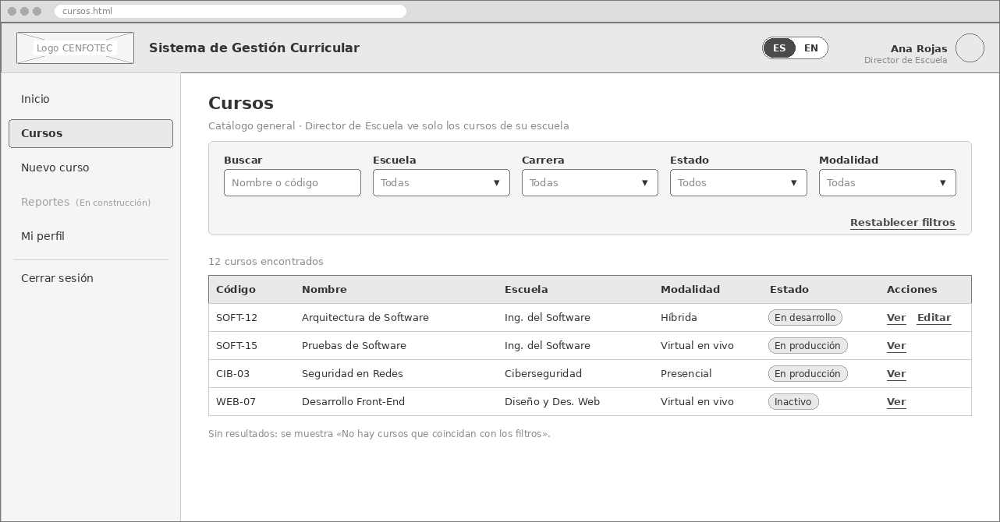 cursos.html
Logo CENFOTEC
Sistema de Gestión Curricular
ES EN
Ana Rojas
Director de Escuela
Inicio
Cursos
Nuevo curso
Reportes (En construcción)
Mi perfil
Cerrar sesión
Cursos
Catálogo general · Director de Escuela ve solo los cursos de su escuela
Buscar Escuela Carrera Estado Modalidad
Nombre o código Todas ▼ Todas ▼ Todos ▼ Todas ▼
Restablecer filtros
12 cursos encontrados
Código Nombre Escuela Modalidad Estado Acciones
SOFT-12 Arquitectura de Software Ing. del Software Híbrida En desarrollo Ver Editar
SOFT-15 Pruebas de Software Ing. del Software Virtual en vivo En producción Ver
CIB-03 Seguridad en Redes Ciberseguridad Presencial En producción Ver
WEB-07 Desarrollo Front-End Diseño y Des. Web Virtual en vivo Inactivo Ver
Sin resultados: se muestra «No hay cursos que coincidan con los filtros».